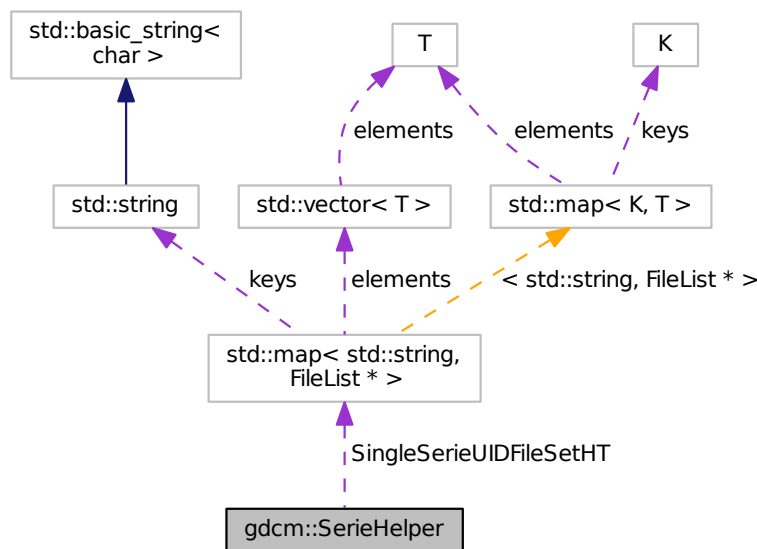 std::basic_string<
char >
T
K
elements
elements
keys
std::string
std::vector< T >
std::map< K, T >
keys
elements
< std::string, FileList * >
std::map< std::string,
FileList * >
SingleSerieUIDFileSetHT
gdcm::SerieHelper